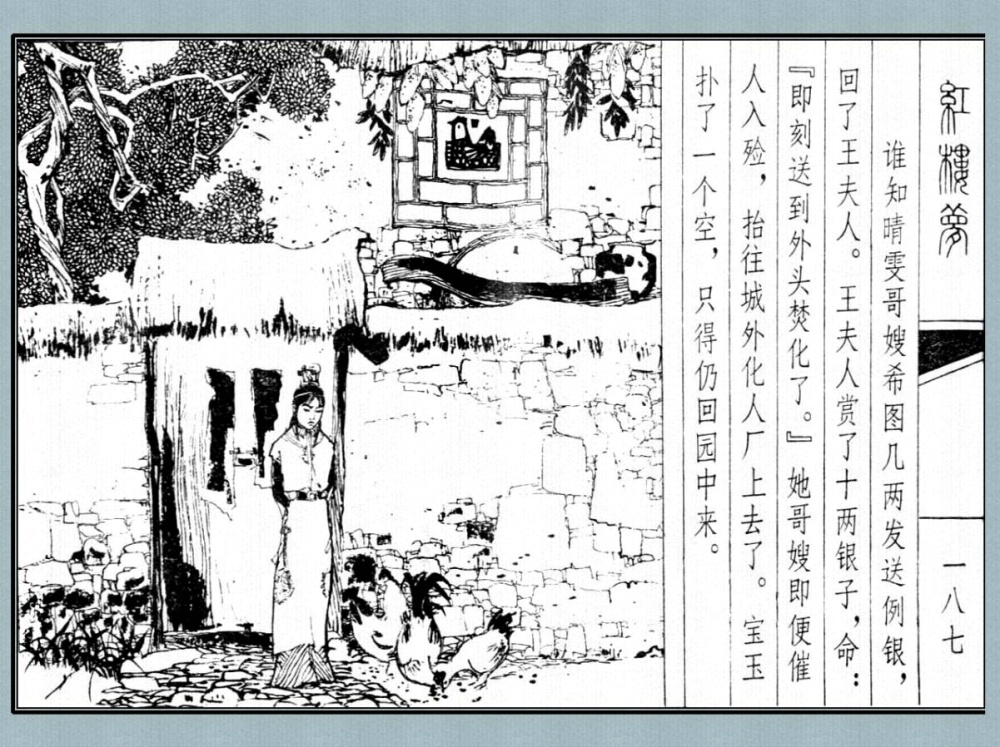 紅樓夢
一八七
谁知晴雯哥嫂希图几两发送例银，
回了王夫人。王夫人赏了十两银子，命：
『即刻送到外头焚化了。』她哥嫂即便催
人入殓，抬往城外化人厂上去了。宝玉
扑了一个空，只得仍回园中来。